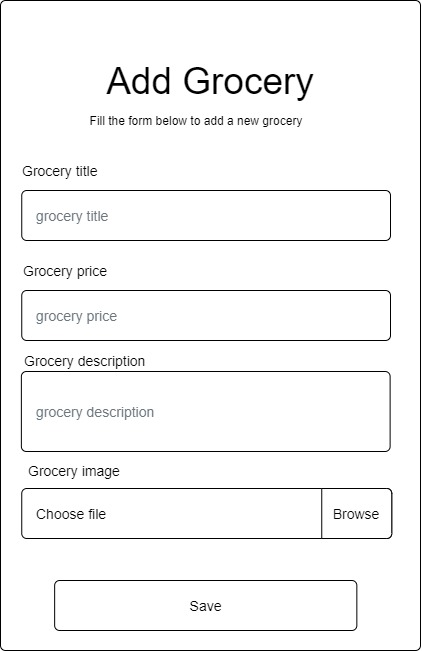 Add Grocery
Fill the form below to add a new grocery
Grocery title
grocery title
Grocery price
grocery price
Grocery description
grocery description
Grocery image
Choose file Browse
Save